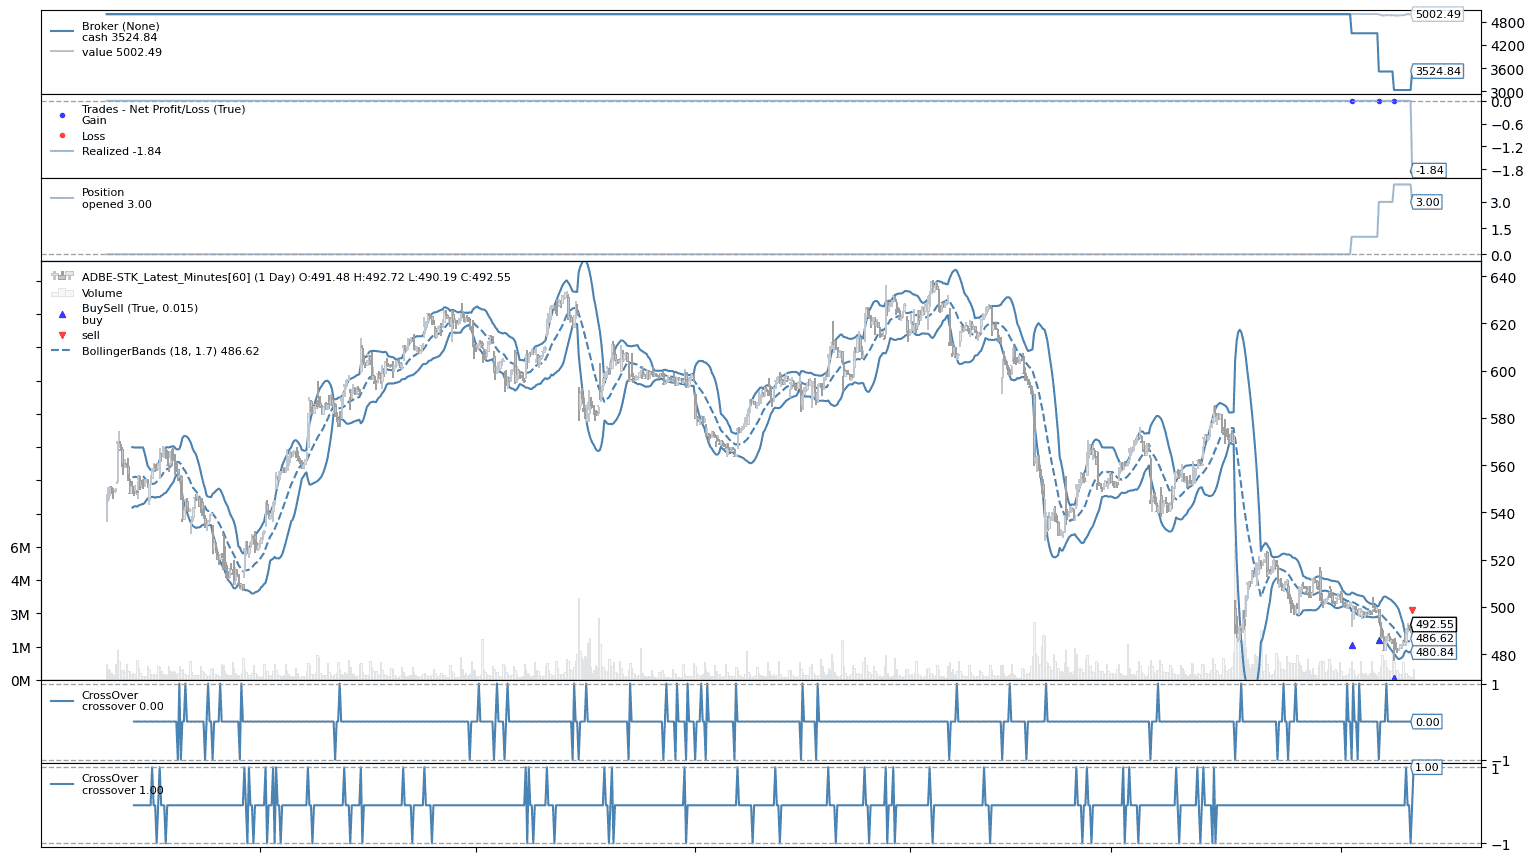 Broker (None)
cash 3524.84
value 5002.49
5002.49
4800
4200
3600
3524.84
3000
Trades - Net Profit/Loss (True)
Gain
Loss
Realized -1.84
0.0
−0.6
−1.2
−1.8
-1.84
Position
opened 3.00
3.00
3.0
1.5
0.0
ADBE-STK_Latest_Minutes[60] (1 Day) O:491.48 H:492.72 L:490.19 C:492.55
Volume
BuySell (True, 0.015)
buy
sell
BollingerBands (18, 1.7) 486.62
640
620
600
580
560
540
520
500
480
492.55
486.62
480.84
6M
4M
3M
1M
0M
CrossOver
crossover 0.00
1
0.00
−1
CrossOver
crossover 1.00
1.00
1
−1